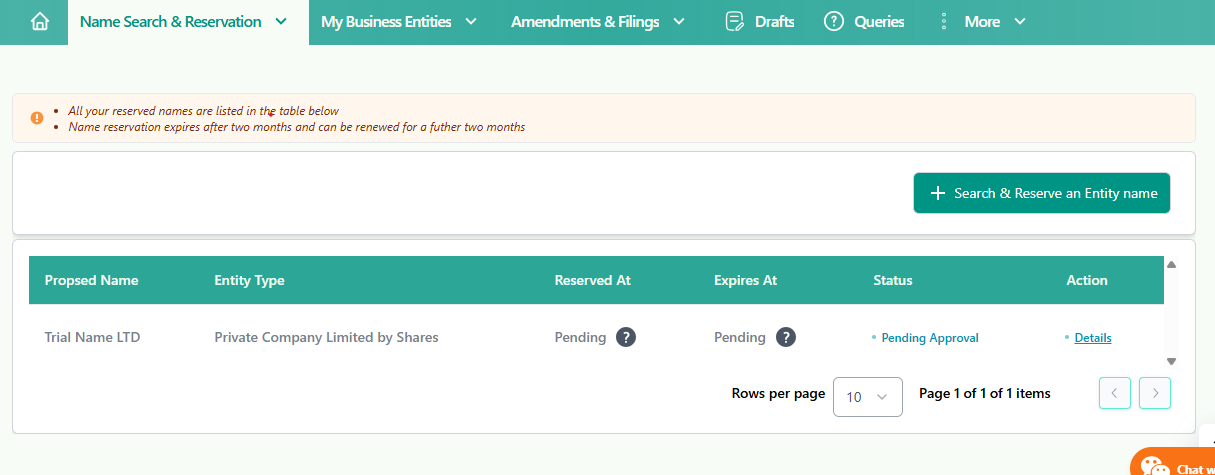 Name Search & Reservation My Business Entities Amendments & Filings Drafts Queries More
All your reserved names are listed in the table below
Name reservation expires after two months and can be renewed for a futher two months
+ Search & Reserve an Entity name
Propsed Name Entity Type Reserved At Expires At Status Action
Trial Name LTD Private Company Limited by Shares Pending ? Pending ? Pending Approval Details
Rows per page 10 Page 1 of 1 of 1 items
Chat